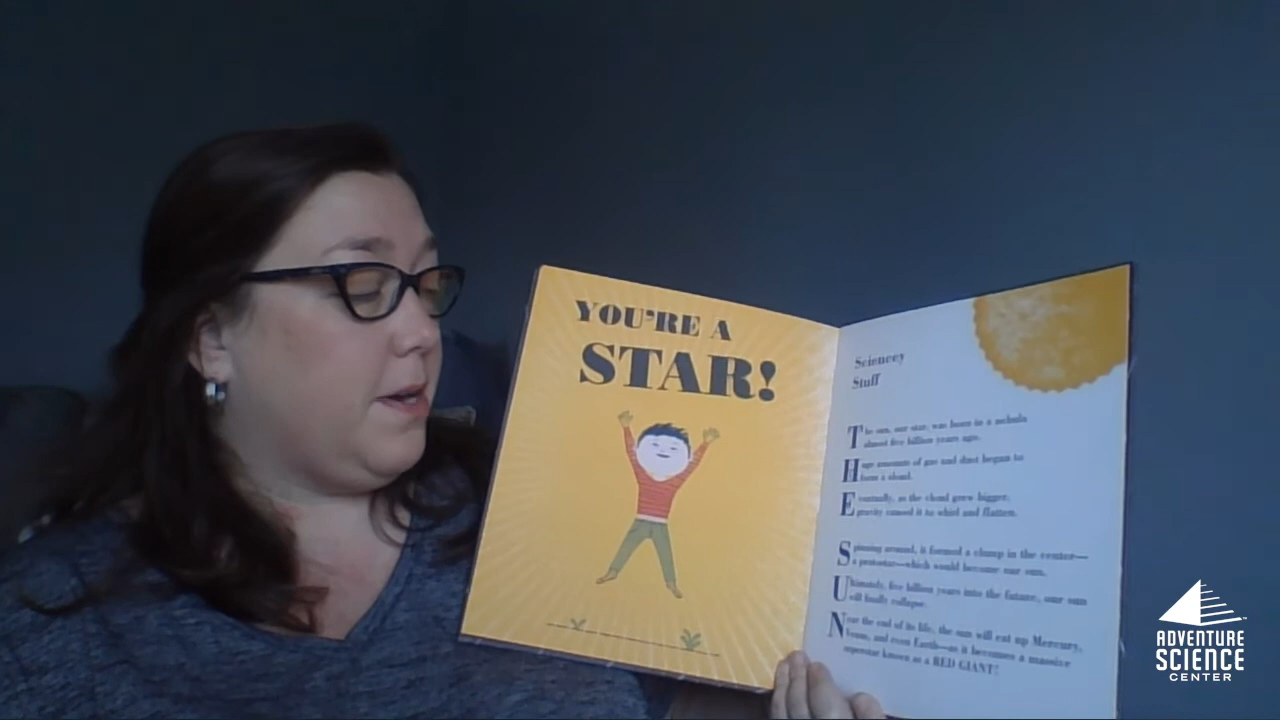 YOU'RE A
STAR!
Sciencey
Stuff
The sun, our star, was born in a nebula
almost five billion years ago.
Huge amounts of gas and dust began to
form a cloud.
Eventually, as the cloud grew bigger,
gravity caused it to whirl and flatten.
Spinning around, it formed a clump in the center—
a protostar—which would become our sun.
Ultimately, five billion years into the future, our sun
will finally collapse.
Near the end of its life, the sun will eat up Mercury,
Venus, and even Earth—as it becomes a massive
superstar known as a RED GIANT!
ADVENTURE
SCIENCE
CENTER